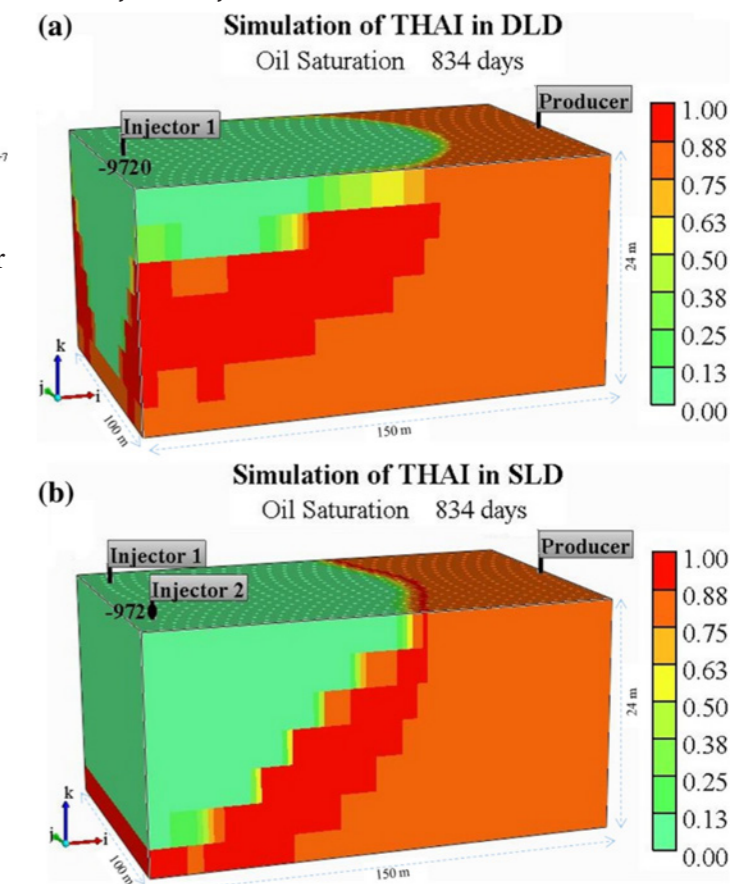 (a)
Simulation of THAI in DLD
Oil Saturation 834 days
Injector 1
Producer
-9720
24 m
1.00
0.88
0.75
0.63
0.50
0.38
0.25
0.13
0.00
k
j
i
100 m
150 m
(b)
Simulation of THAI in SLD
Oil Saturation 834 days
Injector 1
Producer
Injector 2
-972
24 m
1.00
0.88
0.75
0.63
0.50
0.38
0.25
0.13
0.00
k
j
i
100 m
150 m